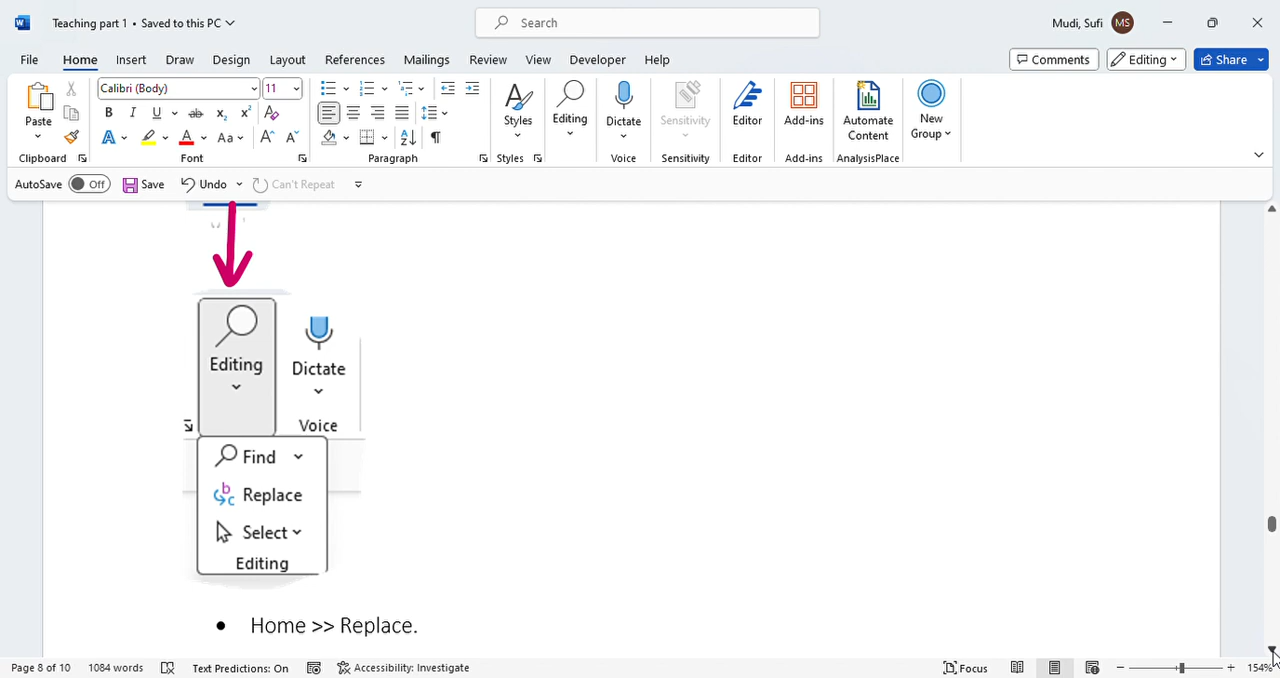 Teaching part 1 • Saved to this PC
Search
Mudi, Sufi
MS
File Home Insert Draw Design Layout References Mailings Review View Developer Help
Comments Editing Share
Paste
Calibri (Body) 11
Styles Editing Dictate Sensitivity Editor Add-ins Automate Content New Group
Clipboard Font Paragraph Styles Voice Sensitivity Editor Add-ins AnalysisPlace
AutoSave Off Save Undo Can't Repeat
Editing Dictate
Voice
Find
Replace
Select
Editing
• Home >> Replace.
Page 8 of 10 1084 words Text Predictions: On Accessibility: Investigate Focus 154%